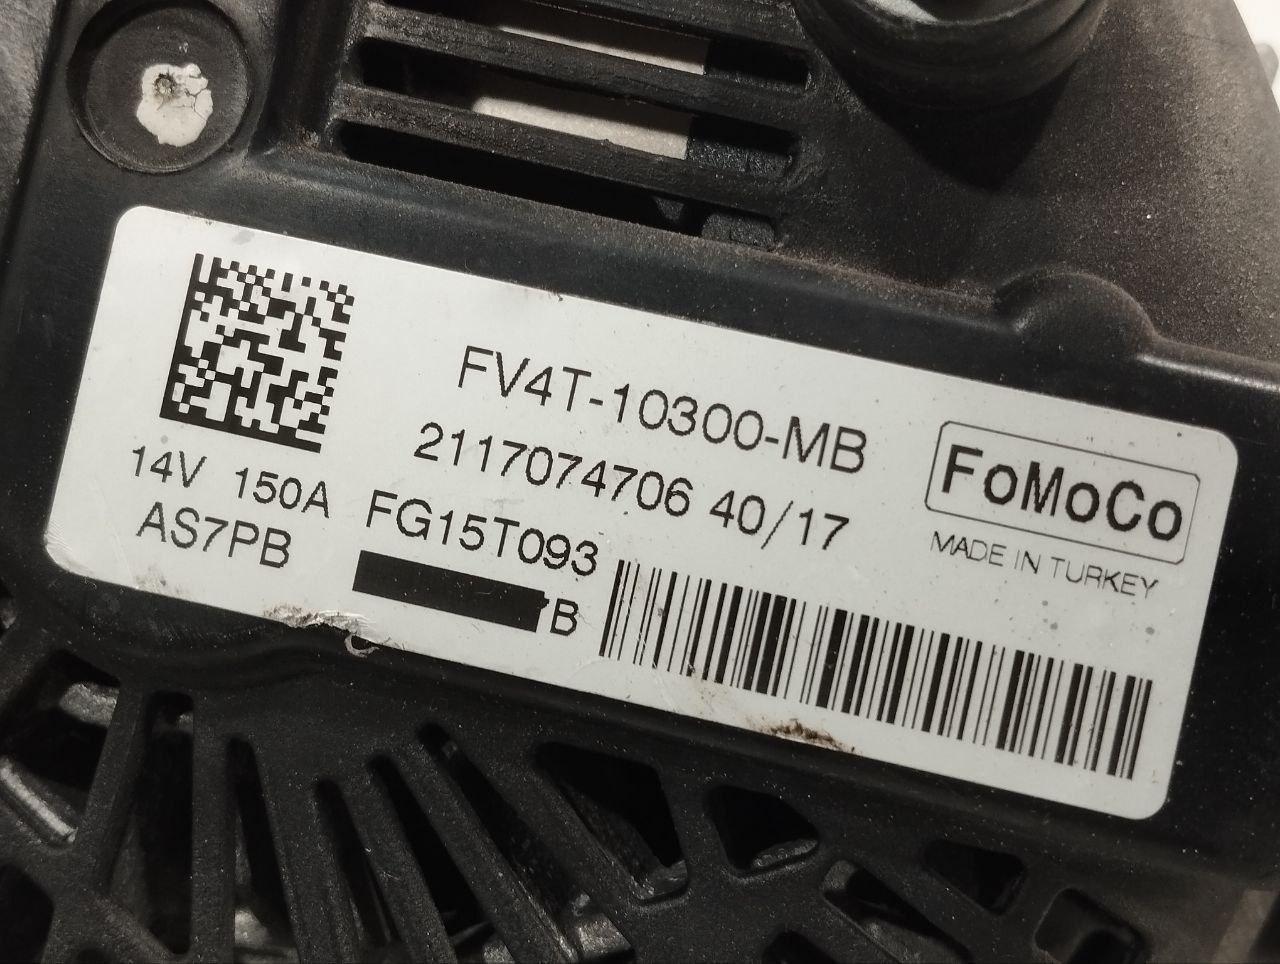 FV4T-10300-MB
2117074706 40/17
14V 150A FG15T093
AS7PB
B
FoMoCo
MADE IN TURKEY